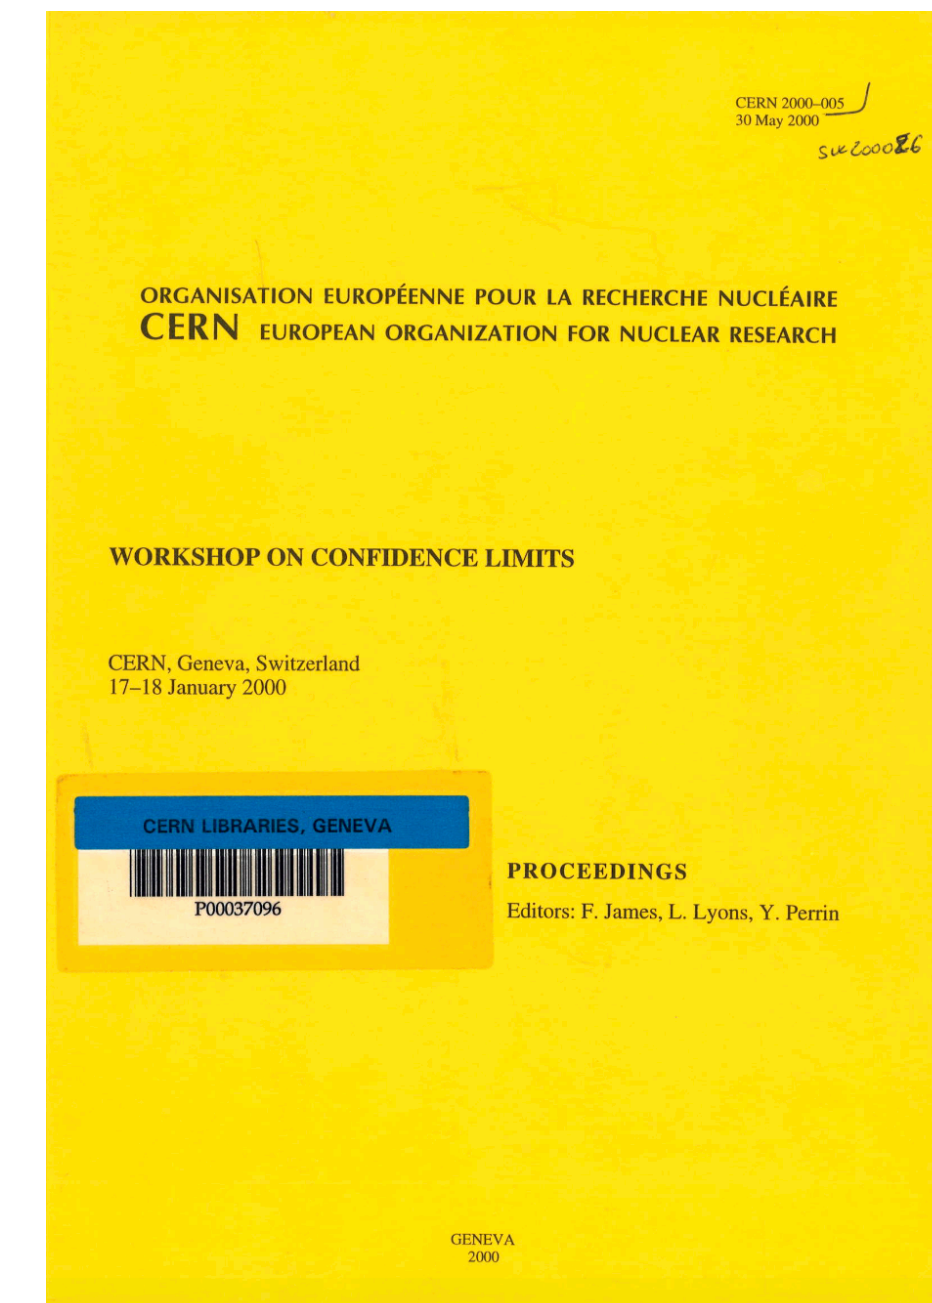 CERN 2000–005
30 May 2000
ORGANISATION EUROPÉENNE POUR LA RECHERCHE NUCLÉAIRE
CERN EUROPEAN ORGANIZATION FOR NUCLEAR RESEARCH
WORKSHOP ON CONFIDENCE LIMITS
CERN, Geneva, Switzerland
17–18 January 2000
CERN LIBRARIES, GENEVA
P00037096
PROCEEDINGS
Editors: F. James, L. Lyons, Y. Perrin
GENEVA
2000